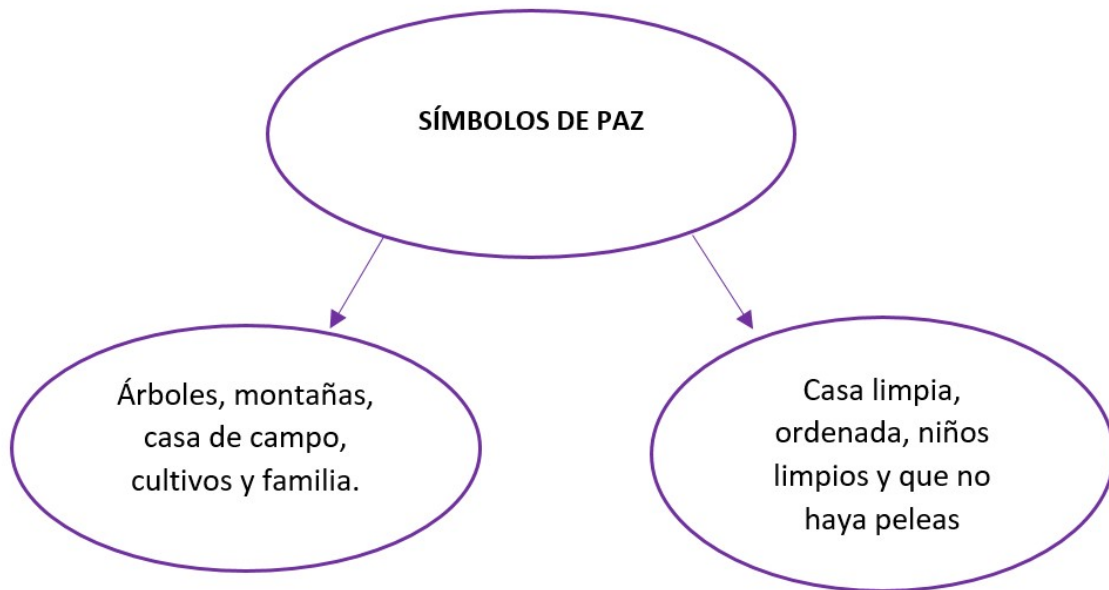 SÍMBOLOS DE PAZ
Árboles, montañas,
casa de campo,
cultivos y familia.
Casa limpia,
ordenada, niños
limpios y que no
haya peleas